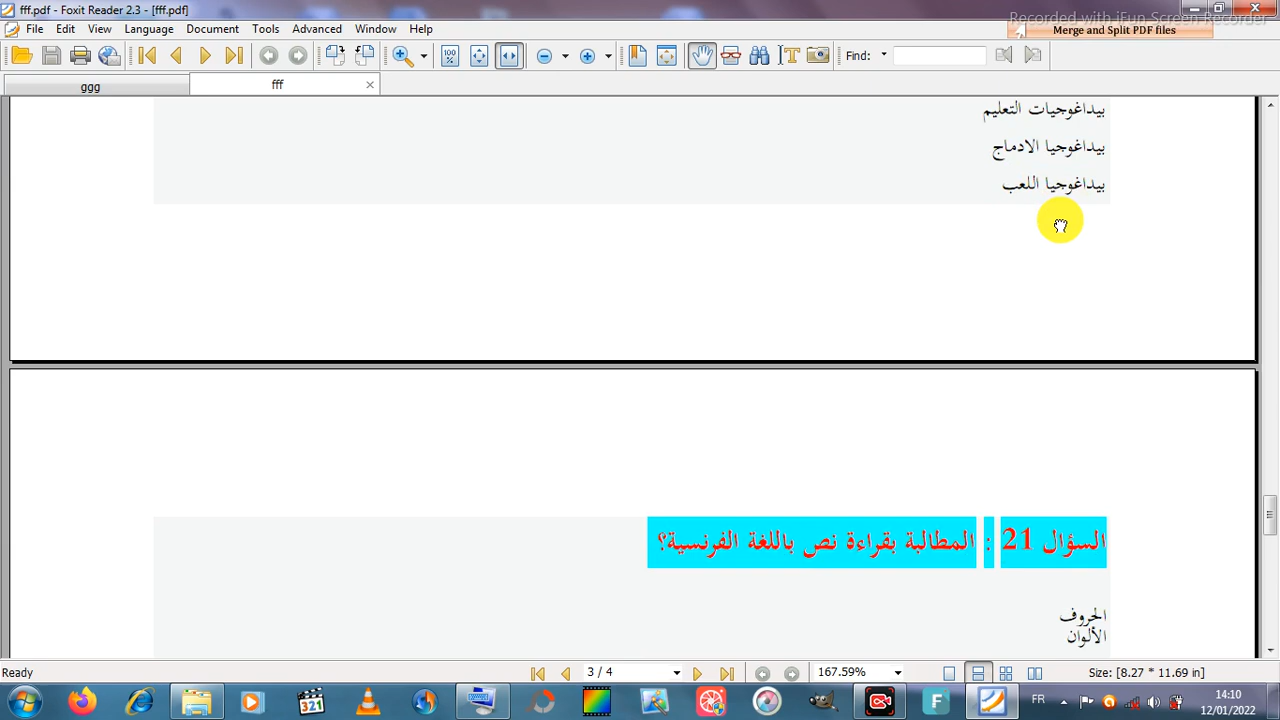 fff.pdf - Foxit Reader 2.3 - [fff.pdf]
Recorded with iFun Screen Recorder
File Edit View Language Document Tools Advanced Window Help
Merge and Split PDF files
Find:
ggg
fff
بيداغوجيات التعليم
بيداغوجيا الادماج
بيداغوجيا اللعب
السؤال 21 : المطالبة بقراءة نص باللغة الفرنسية؟
الحروف
الألوان
Ready
3 / 4
167.59%
Size: [8.27 * 11.69 in]
FR
14:10
12/01/2022